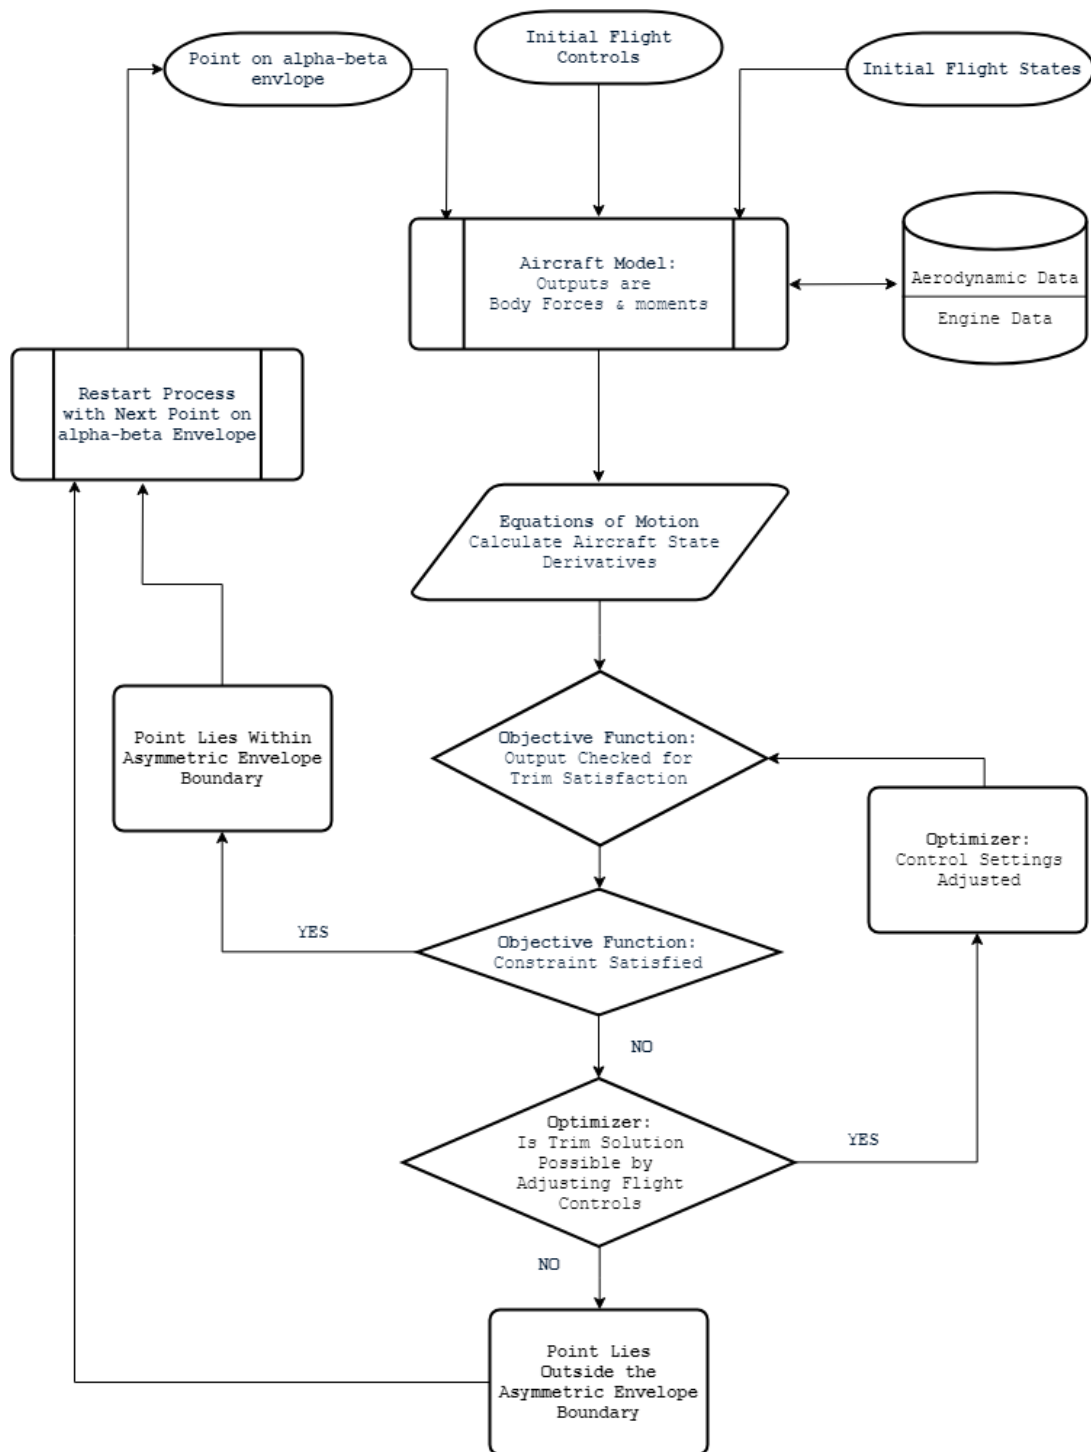 Point on alpha-beta
envlope
Initial Flight
Controls
Initial Flight States
Aircraft Model:
Outputs are
Body Forces & moments
Aerodynamic Data
Engine Data
Restart Process
with Next Point on
alpha-beta Envelope
Equations of Motion
Calculate Aircraft State
Derivatives
Point Lies Within
Asymmetric Envelope
Boundary
Objective Function:
Output Checked for
Trim Satisfaction
Optimizer:
Control Settings
Adjusted
YES
Objective Function:
Constraint Satisfied
NO
Optimizer:
Is Trim Solution
Possible by
Adjusting Flight
Controls
YES
NO
Point Lies
Outside the
Asymmetric Envelope
Boundary